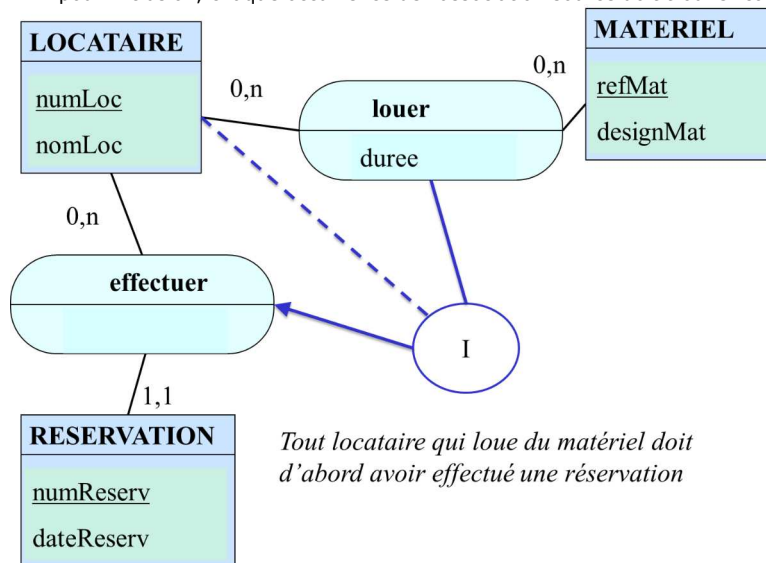 LOCATAIRE
numLoc
nomLoc
0,n
louer
duree
0,n
MATERIEL
refMat
designMat
0,n
effectuer
I
1,1
RESERVATION
numReserv
dateReserv
Tout locataire qui loue du matériel doit
d'abord avoir effectué une réservation